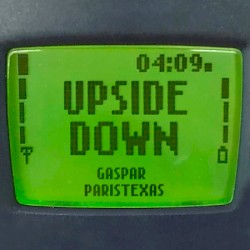 04:09
UPSIDE
DOWN
GASPAR
PARISTEXAS